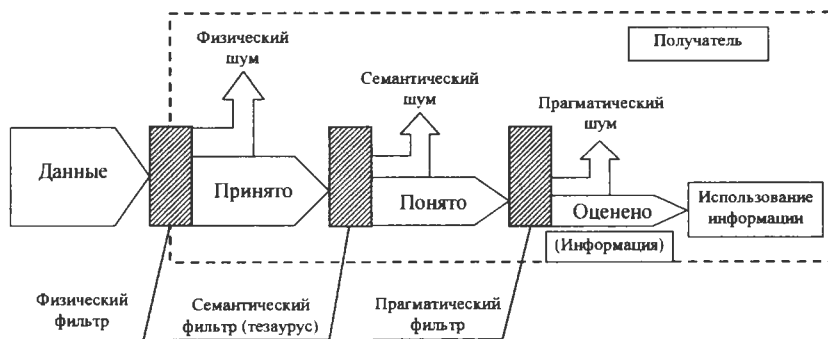 Физический
шум
Получатель
Семантический
шум
Прагматический
шум
Данные
Принято
Понято
Оценено
Использование
информации
(Информация)
Физический
фильтр
Семантический
фильтр (тезаурус)
Прагматический
фильтр